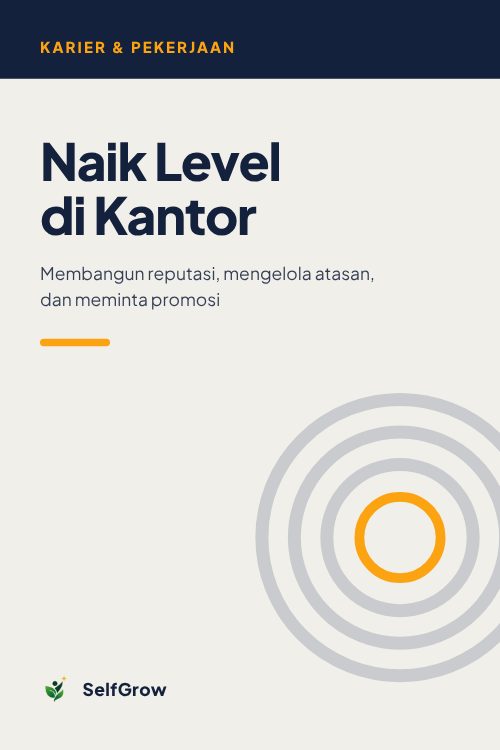 KARIER & PEKERJAAN
Naik Level
di Kantor
Membangun reputasi, mengelola atasan,
dan meminta promosi
SelfGrow